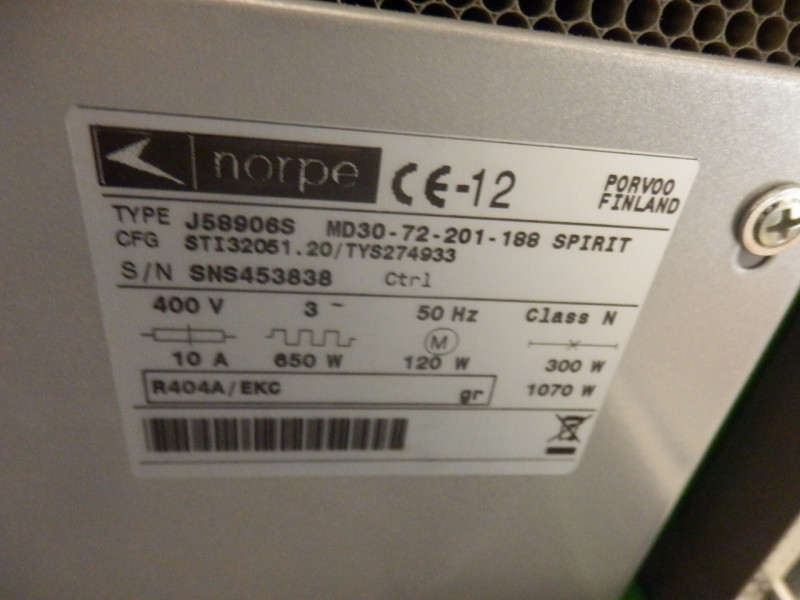 norpe CE-12 PORVOO
FINLAND
TYPE J58906S MD30-72-201-188 SPIRIT
CFG STI32051.20/TYS274933
S/N SNS453838 Ctrl
400 V 3 ~ 50 Hz Class N
M
10 A 650 W 120 W 300 W
R404A/EKC gr 1070 W